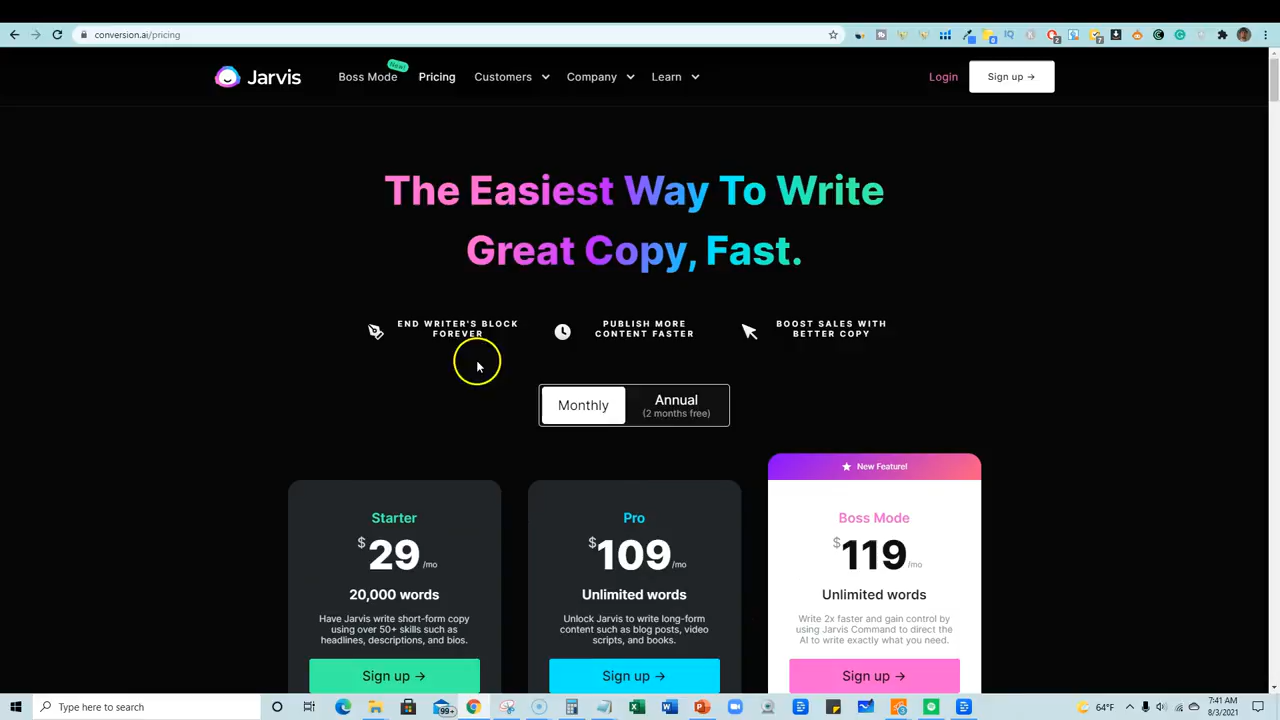 conversion.ai/pricing
Jarvis
Boss Mode
New!
Pricing
Customers
Company
Learn
Login
Sign up →
The Easiest Way To Write
Great Copy, Fast.
END WRITER'S BLOCK
FOREVER
PUBLISH MORE
CONTENT FASTER
BOOST SALES WITH
BETTER COPY
Monthly
Annual
(2 months free)
New Feature!
Starter
$29/mo
20,000 words
Have Jarvis write short-form copy
using over 50+ skills such as
headlines, descriptions, and bios.
Sign up →
Pro
$109/mo
Unlimited words
Unlock Jarvis to write long-form
content such as blog posts, video
scripts, and books.
Sign up →
Boss Mode
$119/mo
Unlimited words
Write 2x faster and gain control by
using Jarvis Command to direct the
AI to write exactly what you need.
Sign up →
Type here to search
99+
64°F
7:41 AM
8/3/2021